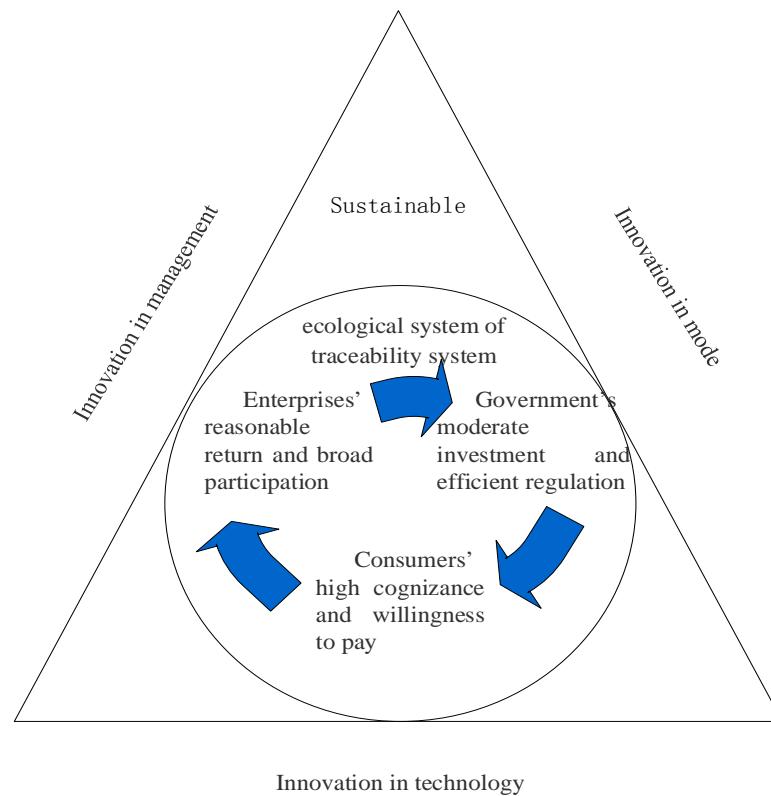 Sustainable
Innovation in management
Innovation in mode
ecological system of
traceability system
Enterprises’
reasonable
return and broad
participation
Government’s
moderate
investment and
efficient regulation
Consumers’
high cognizance
and willingness
to pay
Innovation in technology